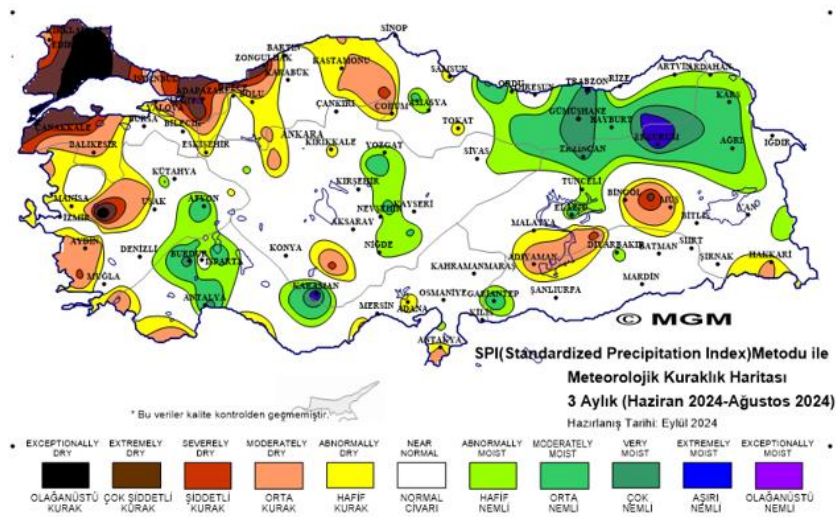 SİNOP
BARTIN
ZONGULDAK
KASTAMONU
KARABÜK
SAMSUN
ORDU
GİRESUN
TRABZON
RİZE
ARTVİN
ARDAHAN
KARS
İSTANBUL
BOLU
YALOVA
BURSA
BİLECİK
ÇANKIRI
ÇORUM
AMASYA
TOKAT
GÜMÜŞHANE
BAYBURT
ERZURUM
ERZİNCAN
AĞRI
IĞDIR
ÇANAKKALE
BALIKESİR
ESKİŞEHİR
ANKARA
KIRIKKALE
YOZGAT
SİVAS
KÜTAHYA
KIRŞEHİR
TUNCELİ
BİNGÖL
MUŞ
BİTLİS
VAN
MANİSA
İZMİR
UŞAK
AFYON
NEVŞEHİR
KAYSERİ
AKSARAY
MALATYA
ELAZIĞ
DİYARBAKIR
BATMAN
SİİRT
AYDIN
DENİZLİ
BURDUR
ISPARTA
KONYA
NİĞDE
KAHRAMANMARAŞ
ADIYAMAN
ŞIRNAK
HAKKARİ
MARDİN
MUĞLA
ANTALYA
KARAMAN
MERSİN
ADANA
OSMANİYE
GAZİANTEP
ŞANLIURFA
KİLİS
ANTAKYA
© MGM
SPI(Standardized Precipitation Index)Metodu ile
Meteorolojik Kuraklık Haritası
3 Aylık (Haziran 2024-Ağustos 2024)
Hazırlanış Tarihi: Eylül 2024
* Bu veriler kalite kontrolden geçmemiştir.
EXCEPTIONALLY DRY
EXTREMELY DRY
SEVERELY DRY
MODERATELY DRY
ABNORMALLY DRY
NEAR NORMAL
ABNORMALLY MOIST
MODERATELY MOIST
VERY MOIST
EXTREMELY MOIST
EXCEPTIONALLY MOIST
OLAĞANÜSTÜ KURAK
ÇOK ŞİDDETLİ KURAK
ŞİDDETLİ KURAK
ORTA KURAK
HAFİF KURAK
NORMAL CİVARI
HAFİF NEMLİ
ORTA NEMLİ
ÇOK NEMLİ
AŞIRI NEMLİ
OLAĞANÜSTÜ NEMLİ